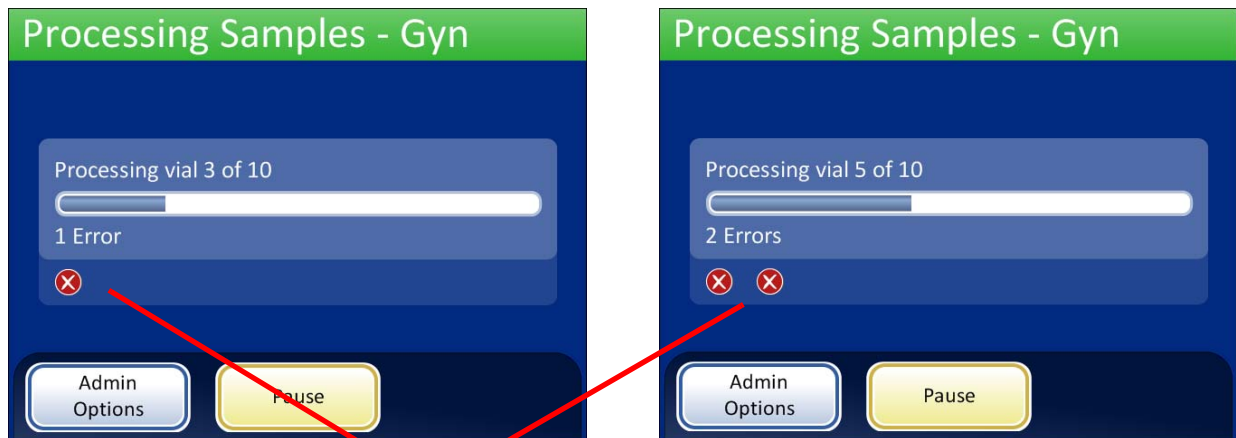 Processing Samples - Gyn
Processing vial 3 of 10
1 Error
Admin
Options
Pause
Processing Samples - Gyn
Processing vial 5 of 10
2 Errors
Admin
Options
Pause